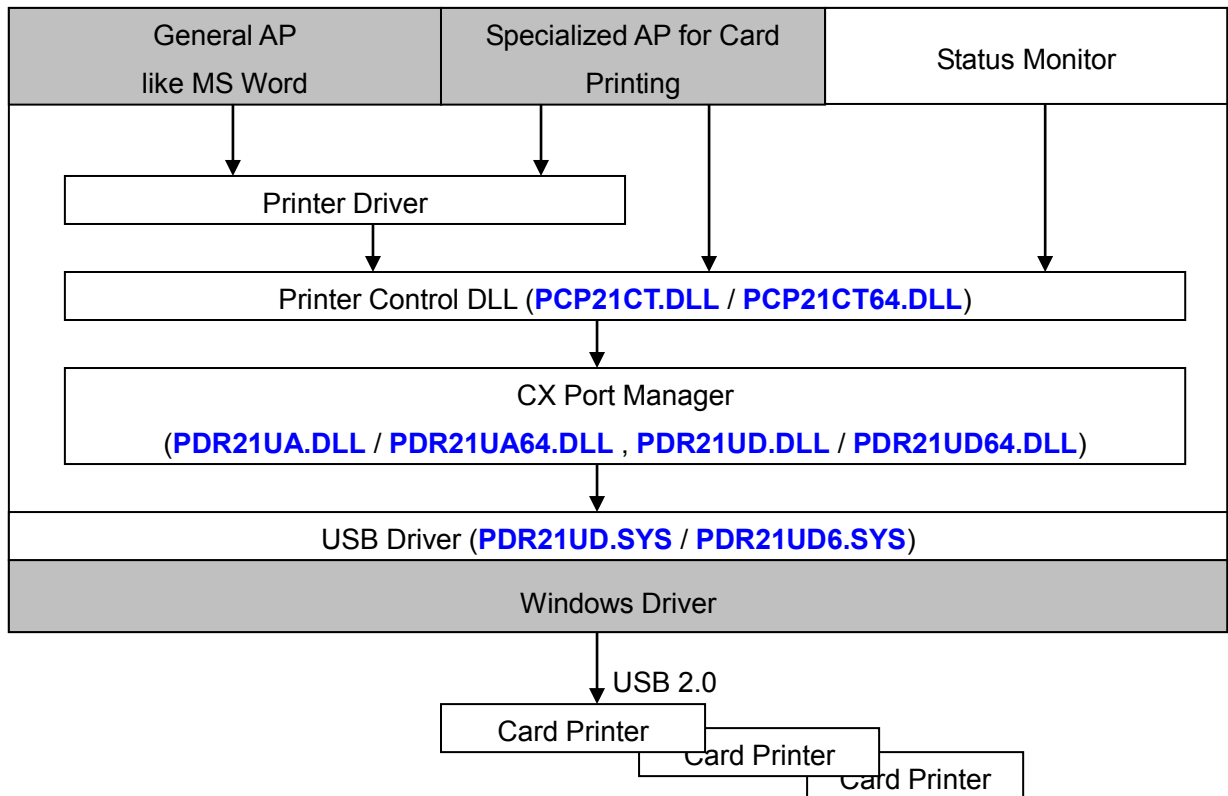 General AP
like MS Word
Specialized AP for Card
Printing
Status Monitor
Printer Driver
Printer Control DLL (PCP21CT.DLL / PCP21CT64.DLL)
CX Port Manager
(PDR21UA.DLL / PDR21UA64.DLL , PDR21UD.DLL / PDR21UD64.DLL)
USB Driver (PDR21UD.SYS / PDR21UD6.SYS)
Windows Driver
USB 2.0
Card Printer
Card Printer
Card Printer